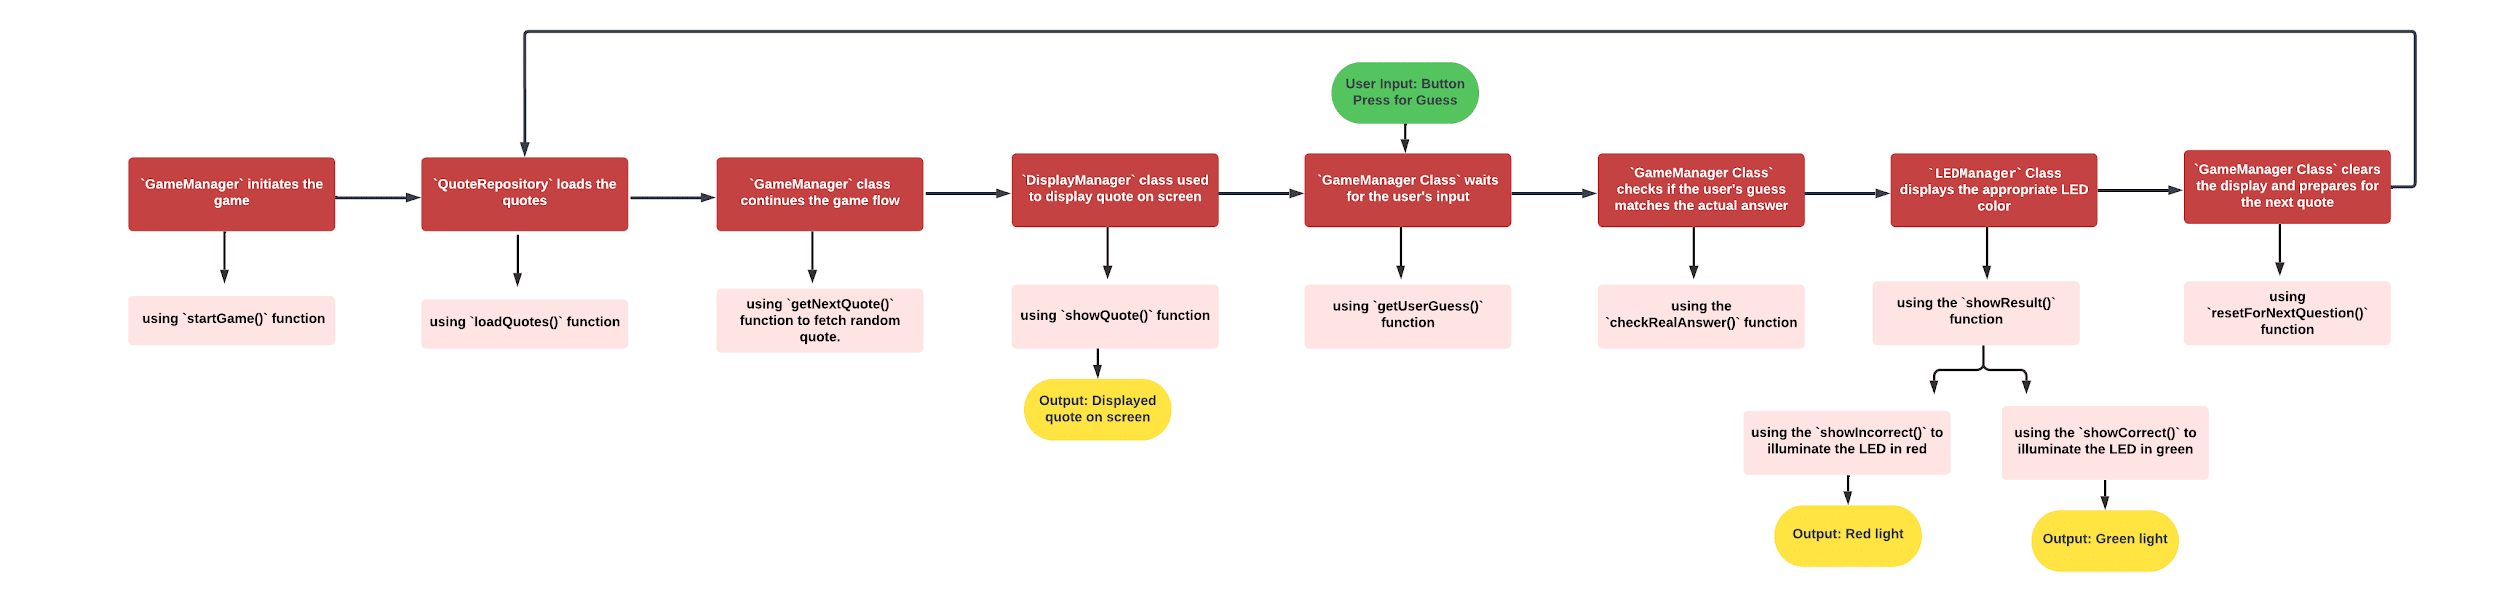 User Input: Button
Press for Guess
`GameManager` initiates the
game
`QuoteRepository` loads the
quotes
`GameManager` class
continues the game flow
`DisplayManager` class used
to display quote on screen
`GameManager Class` waits
for the user's input
`GameManager Class`
checks if the user's guess
matches the actual answer
`LEDManager` Class
displays the appropriate LED
color
`GameManager Class` clears
the display and prepares for
the next quote
using `startGame()` function
using `loadQuotes()` function
using `getNextQuote()`
function to fetch random
quote.
using `showQuote()` function
using `getUserGuess()`
function
using the
`checkRealAnswer()` function
using the `showResult()`
function
using
`resetForNextQuestion()`
function
Output: Displayed
quote on screen
using the `showIncorrect()` to
illuminate the LED in red
using the `showCorrect()` to
illuminate the LED in green
Output: Red light
Output: Green light